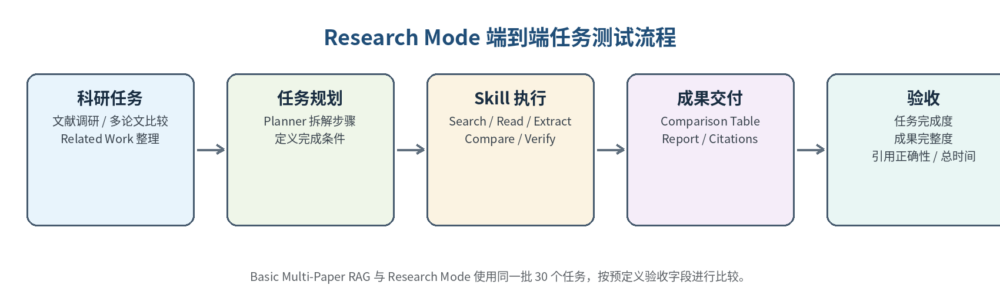 Research Mode 端到端任务测试流程
科研任务
文献调研 / 多论文比较
Related Work 整理
任务规划
Planner 拆解步骤
定义完成条件
Skill 执行
Search / Read / Extract
Compare / Verify
成果交付
Comparison Table
Report / Citations
验收
任务完成度
成果完整度
引用正确性 / 总时间
Basic Multi-Paper RAG 与 Research Mode 使用同一批 30 个任务，按预定义验收字段进行比较。